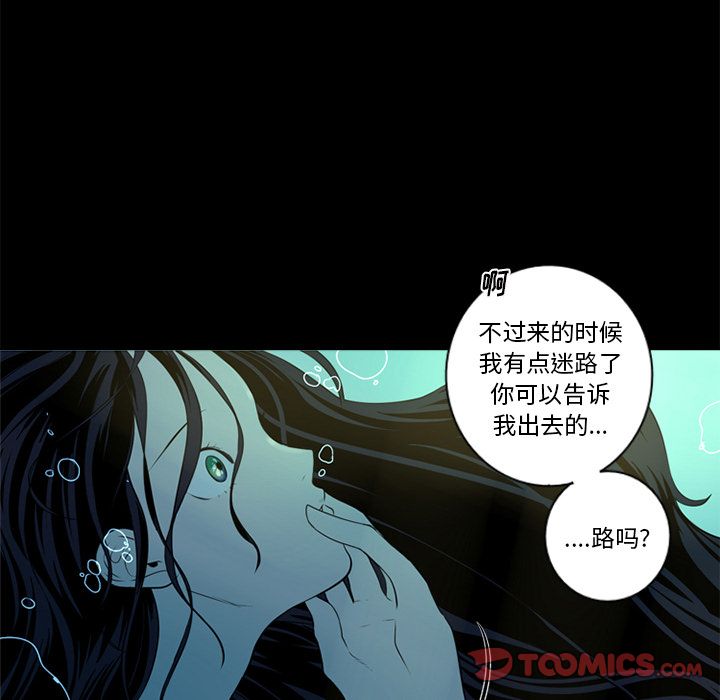 啊
不过来的时候
我有点迷路了
你可以告诉
我出去的...
....路吗?
TOOMICS.COM